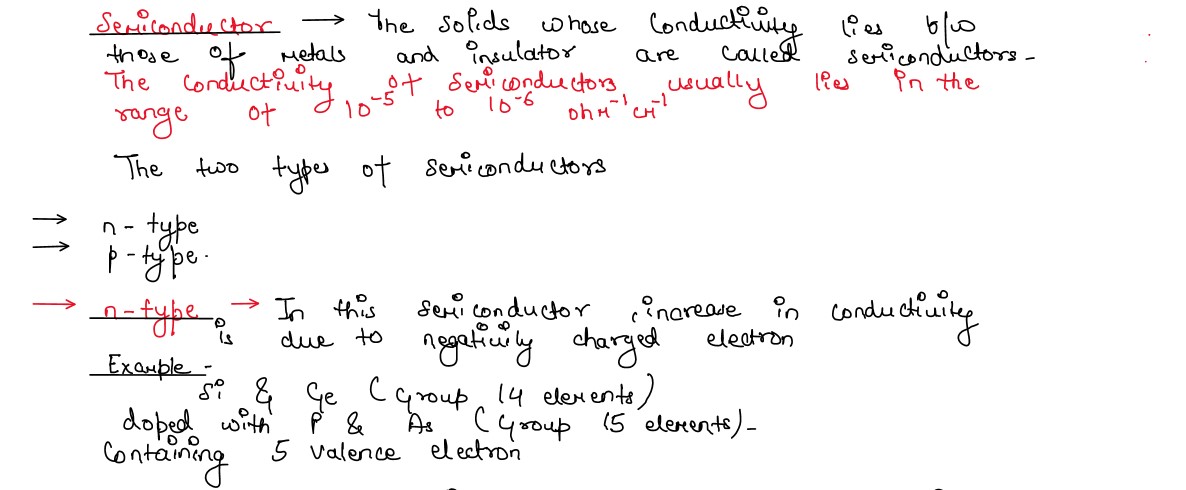 Semiconductor → The solids whose Conductivity lies b/w
those of metals and insulator are called semiconductors-
The conductivity of semiconductors usually lies in the
range of 10⁻⁵ to 10⁻⁶ ohm⁻¹cm⁻¹
The two types of semiconductors
→ n-type
→ p-type.
→ n-type → In this semiconductor, increase in conductivity
is due to negativily charged electron
Example-
Si & Ge (group 14 elements)
doped with P & As (Group 15 elements)-
Containing 5 valence electron